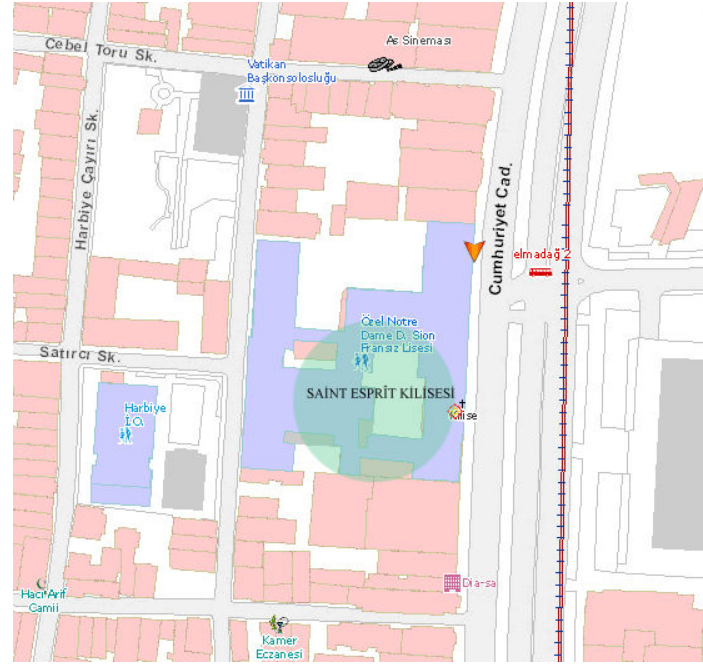 Cebel Toru Sk.
As Sineması
Vatikan
Başkonsolosluğu
Harbiye Çayırı Sk.
Cumhuriyet Cad.
elmadağ 2
Özel Notre
Dame D. Sion
Fransız Lisesi
Satırcı Sk.
SAİNT ESPRİT KİLİSESİ
Harbiye
İ.O.
Kilise
Dia-sa
Hacı Arif
Camii
Kamer
Eczanesi